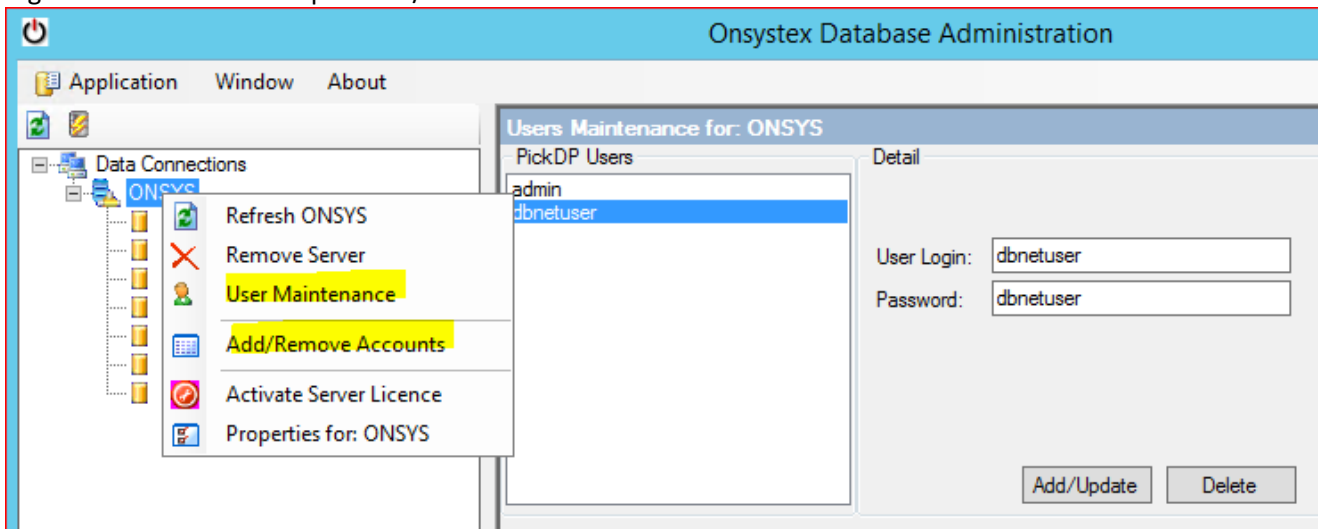 Onsystex Database Administration
Application Window About
Users Maintenance for: ONSYS
Data Connections
ONSYS
Refresh ONSYS
Remove Server
User Maintenance
Add/Remove Accounts
Activate Server Licence
Properties for: ONSYS
PickDP Users
admin
dbnetuser
Detail
User Login: dbnetuser
Password: dbnetuser
Add/Update Delete